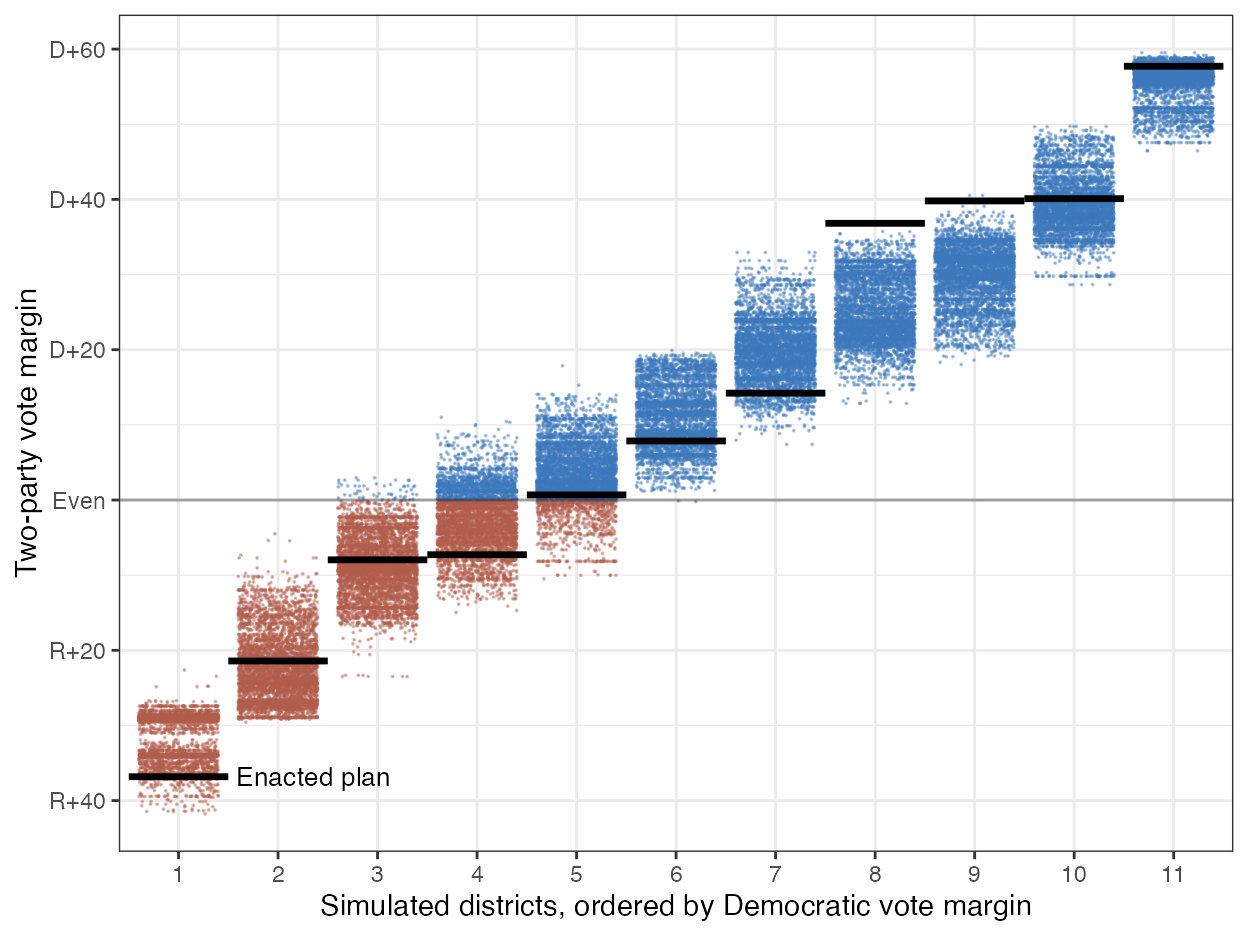 D+60
D+40
D+20
Even
R+20
R+40
Two-party vote margin
Enacted plan
1 2 3 4 5 6 7 8 9 10 11
Simulated districts, ordered by Democratic vote margin